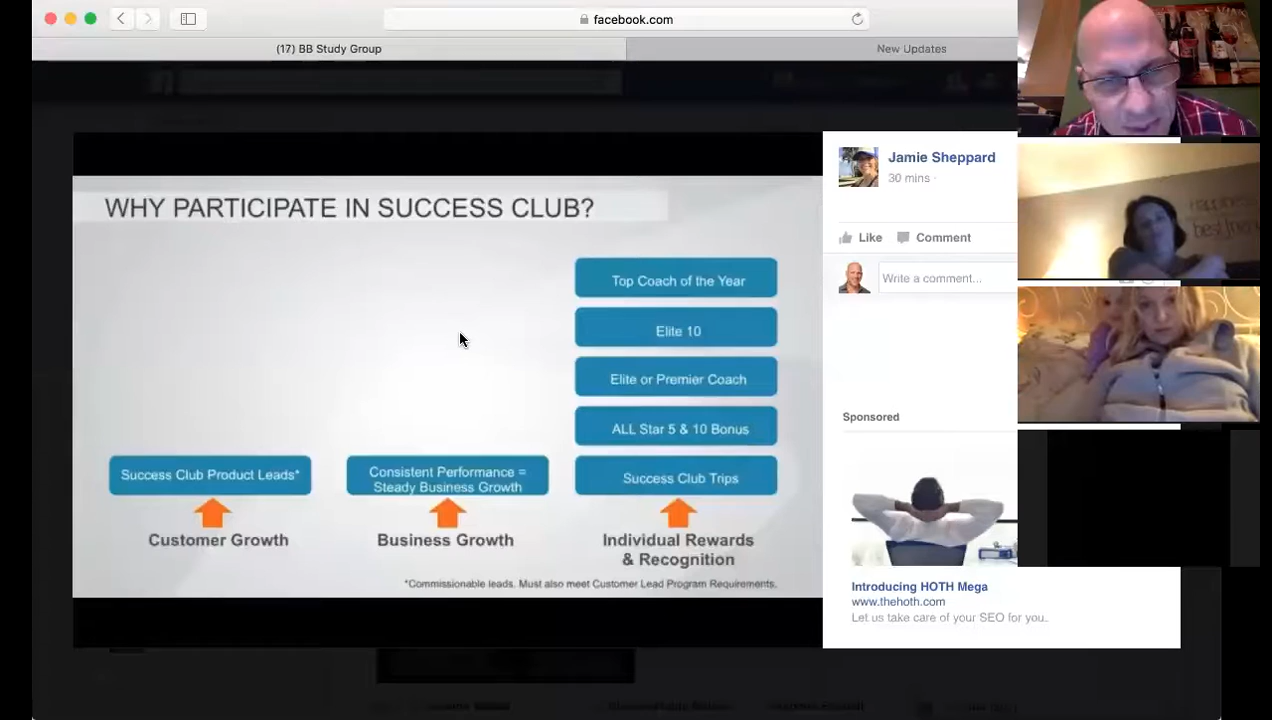 facebook.com
(17) BB Study Group
New Updates
WHY PARTICIPATE IN SUCCESS CLUB?
Top Coach of the Year
Elite 10
Elite or Premier Coach
ALL Star 5 & 10 Bonus
Success Club Product Leads*
Consistent Performance =
Steady Business Growth
Success Club Trips
Customer Growth
Business Growth
Individual Rewards
& Recognition
*Commissionable leads. Must also meet Customer Lead Program Requirements.
Jamie Sheppard
30 mins ·
Like
Comment
Write a comment...
Sponsored
Introducing HOTH Mega
www.thehoth.com
Let us take care of your SEO for you..
Happiness
best friend